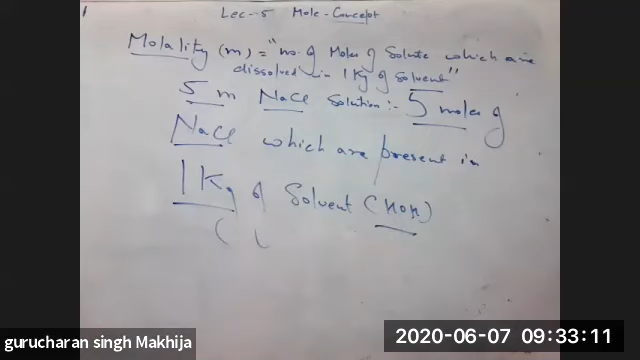 1
Lec-5 Mole-Concept
Molality (m) = "no. of Moles of Solute which are
dissolved in 1 Kg of Solvent"
5 m NaCl Solution :- 5 moles of
NaCl which are present in
1 Kg of Solvent (HOH)
( (
gurucharan singh Makhija
2020-06-07 09:33:11